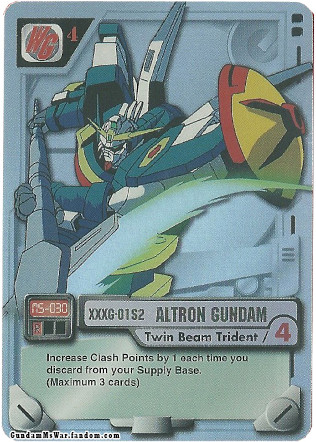 WG 4
MS-030
R
XXXG-01S2 ALTRON GUNDAM
Twin Beam Trident / 4
Increase Clash Points by 1 each time you
discard from your Supply Base.
(Maximum 3 cards)
GundamMsWar.fandom.com